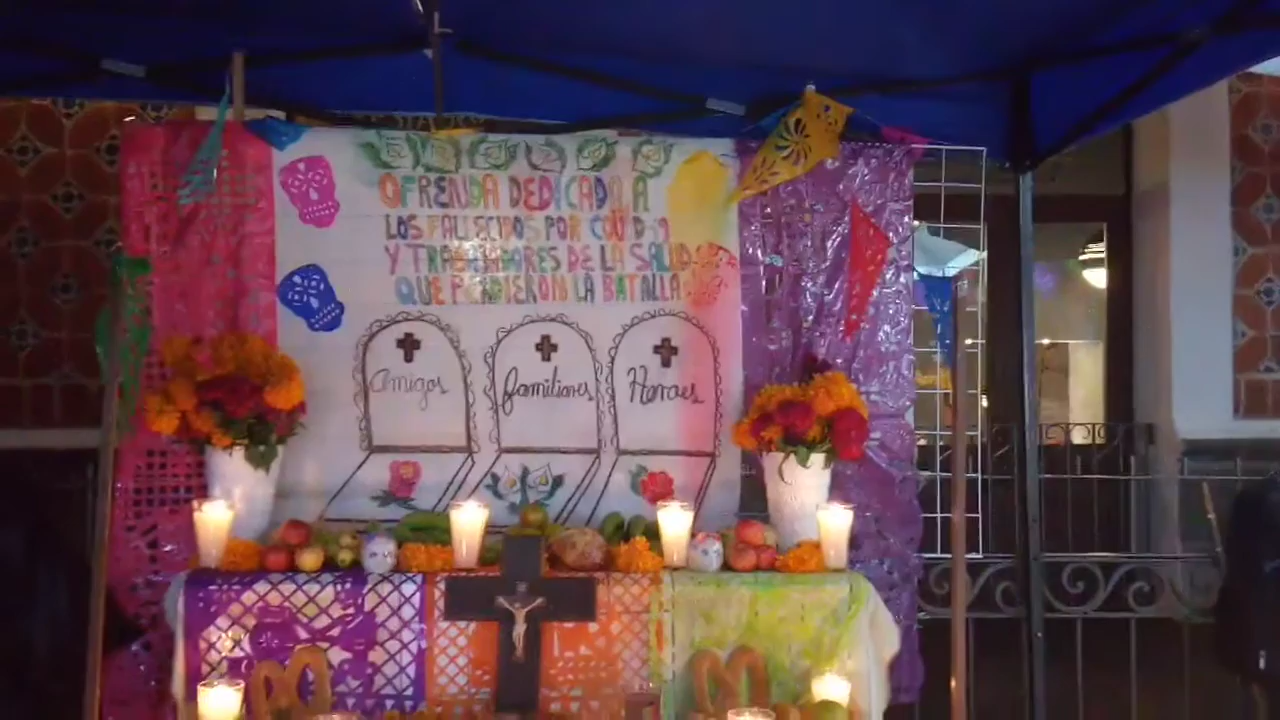 OFRENDA DEDICADA A
LOS FALLECIDOS POR COVID-19
Y TRABAJADORES DE LA SALUD
QUE PERDIERON LA BATALLA
Amigos
familiares
Heroes